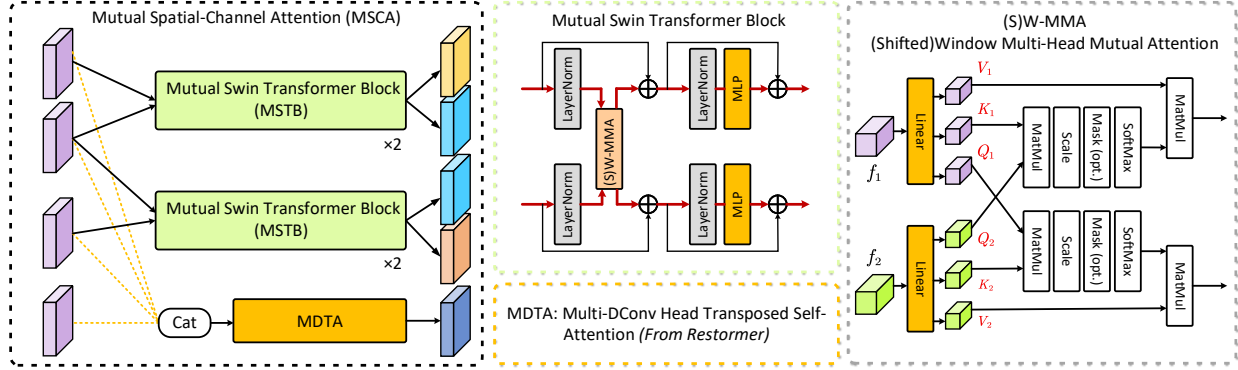 Mutual Spatial-Channel Attention (MSCA)
Mutual Swin Transformer Block
(MSTB)
×2
Mutual Swin Transformer Block
(MSTB)
×2
Cat
MDTA
Mutual Swin Transformer Block
LayerNorm
LayerNorm
MLP
(S)W-MMA
LayerNorm
LayerNorm
MLP
MDTA: Multi-DConv Head Transposed Self-
Attention (From Restormer)
(S)W-MMA
(Shifted)Window Multi-Head Mutual Attention
V₁
K₁
Q₁
f₁
Linear
MatMul
Scale
Mask (opt.)
SoftMax
MatMul
f₂
Linear
Q₂
K₂
V₂
MatMul
Scale
Mask (opt.)
SoftMax
MatMul